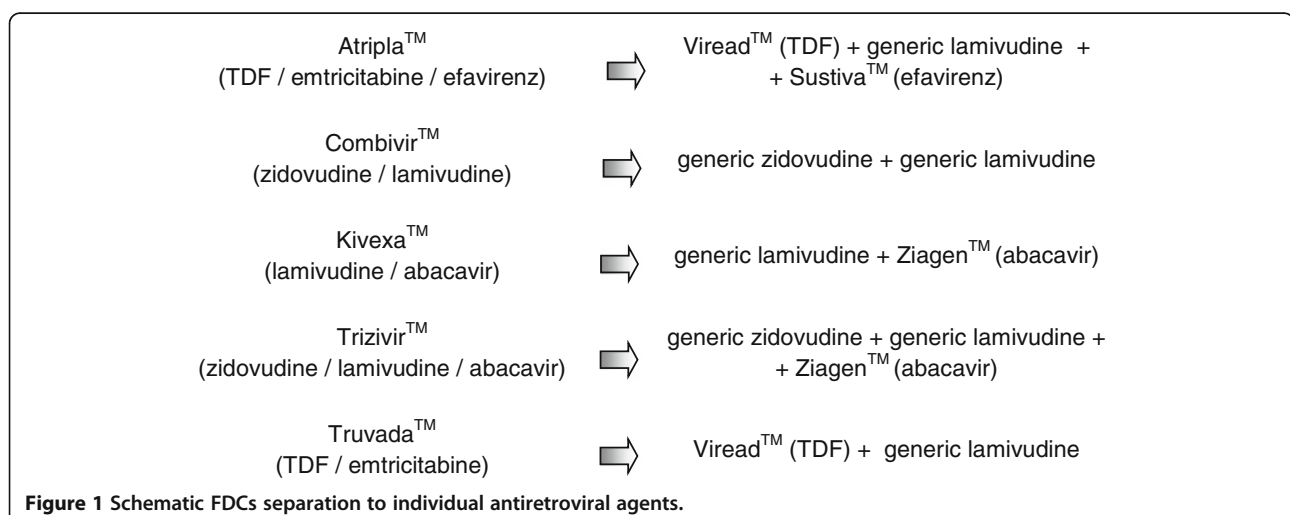 Atripla™
(TDF / emtricitabine / efavirenz)
Viread™ (TDF) + generic lamivudine +
+ Sustiva™ (efavirenz)
Combivir™
(zidovudine / lamivudine)
generic zidovudine + generic lamivudine
Kivexa™
(lamivudine / abacavir)
generic lamivudine + Ziagen™ (abacavir)
Trizivir™
(zidovudine / lamivudine / abacavir)
generic zidovudine + generic lamivudine +
+ Ziagen™ (abacavir)
Truvada™
(TDF / emtricitabine)
Viread™ (TDF) + generic lamivudine
Figure 1 Schematic FDCs separation to individual antiretroviral agents.